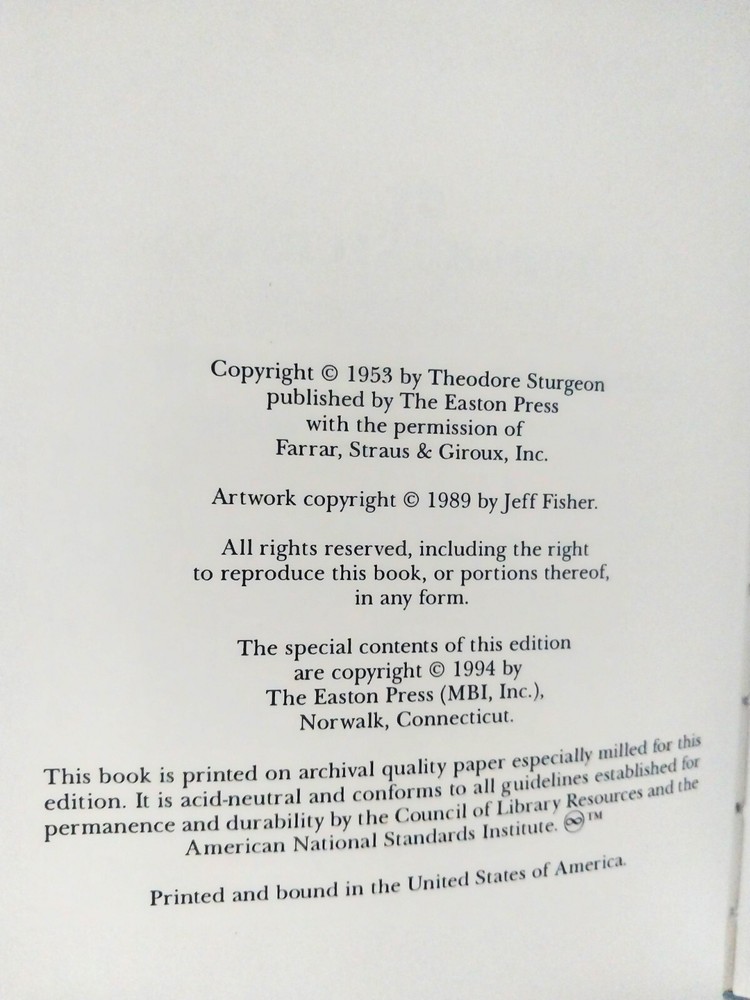 Copyright © 1953 by Theodore Sturgeon
published by The Easton Press
with the permission of
Farrar, Straus & Giroux, Inc.
Artwork copyright © 1989 by Jeff Fisher.
All rights reserved, including the right
to reproduce this book, or portions thereof,
in any form.
The special contents of this edition
are copyright © 1994 by
The Easton Press (MBI, Inc.),
Norwalk, Connecticut.
This book is printed on archival quality paper especially milled for this
edition. It is acid-neutral and conforms to all guidelines established for
permanence and durability by the Council of Library Resources and the
American National Standards Institute. ♾™
Printed and bound in the United States of America.